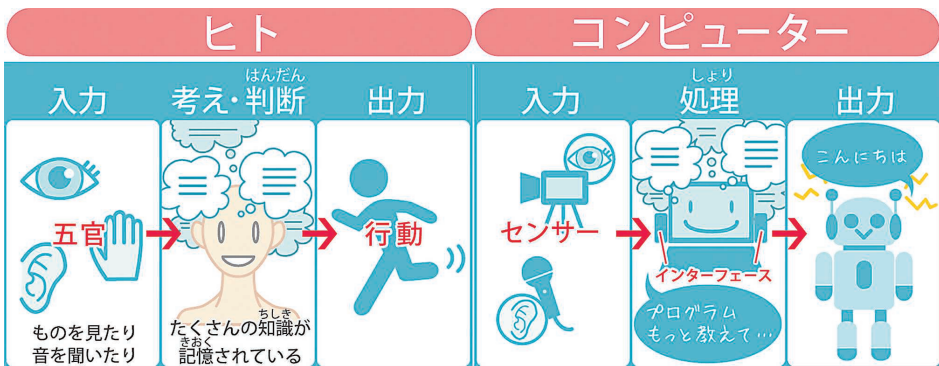 ヒト
コンピューター
入力
はんだん
考え・判断
出力
入力
しょり
処理
出力
五官
行動
センサー
インターフェース
こんにちは
ものを見たり
音を聞いたり
ちしき
たくさんの知識が
きおく
記憶されている
プログラム
もっと教えて…